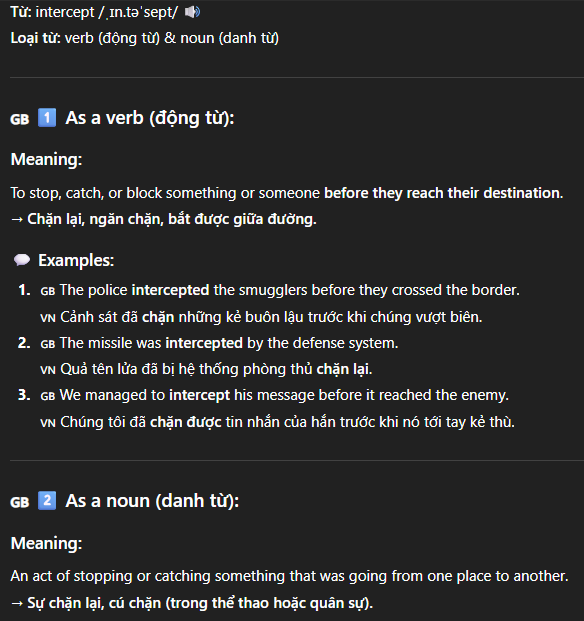 Từ: intercept /ˌɪn.təˈsept/ 🔊
Loại từ: verb (động từ) & noun (danh từ)
GB 1️⃣ As a verb (động từ):
Meaning:
To stop, catch, or block something or someone before they reach their destination.
→ Chặn lại, ngăn chặn, bắt được giữa đường.
💬 Examples:
1. GB The police intercepted the smugglers before they crossed the border.
VN Cảnh sát đã chặn những kẻ buôn lậu trước khi chúng vượt biên.
2. GB The missile was intercepted by the defense system.
VN Quả tên lửa đã bị hệ thống phòng thủ chặn lại.
3. GB We managed to intercept his message before it reached the enemy.
VN Chúng tôi đã chặn được tin nhắn của hắn trước khi nó tới tay kẻ thù.
GB 2️⃣ As a noun (danh từ):
Meaning:
An act of stopping or catching something that was going from one place to another.
→ Sự chặn lại, cú chặn (trong thể thao hoặc quân sự).